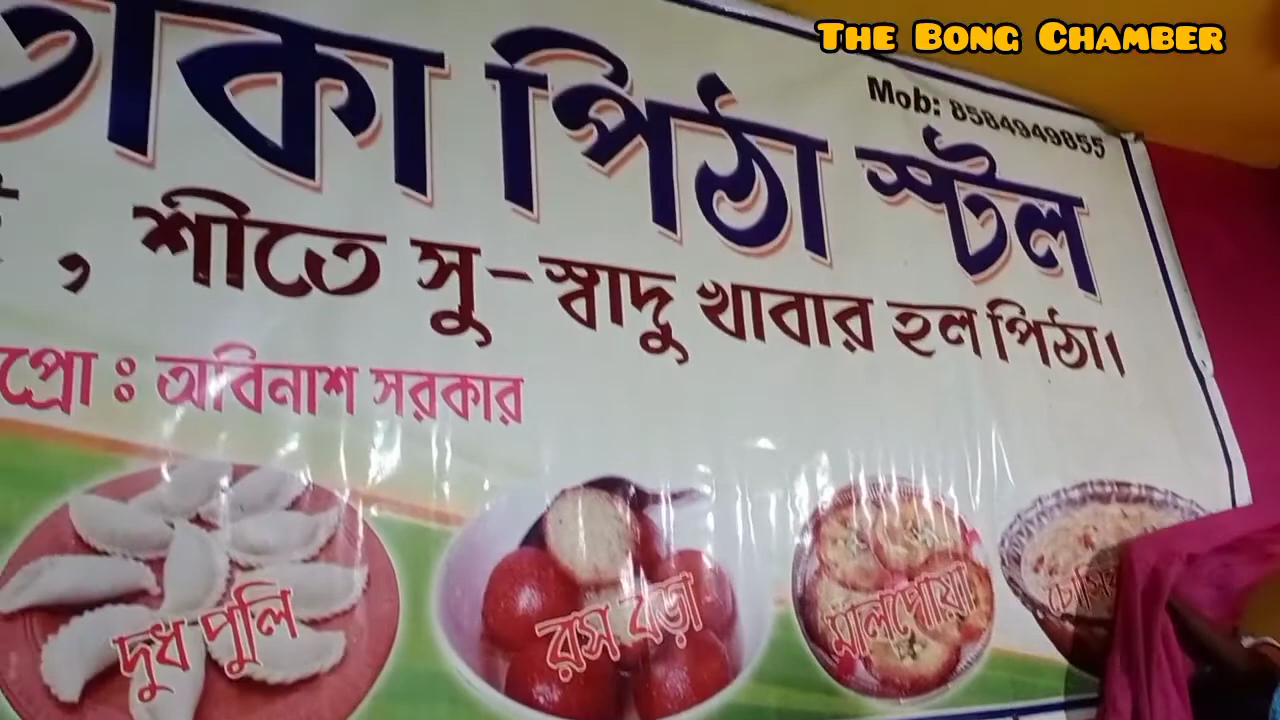 The Bong Chamber
Mob: 8584949855
ঢাকা পিঠা স্টল
, শীতে সু-স্বাদু খাবার হল পিঠা।
প্রো : অবিনাশ সরকার
দুধ পুলি
রস বড়া
মালপোয়া